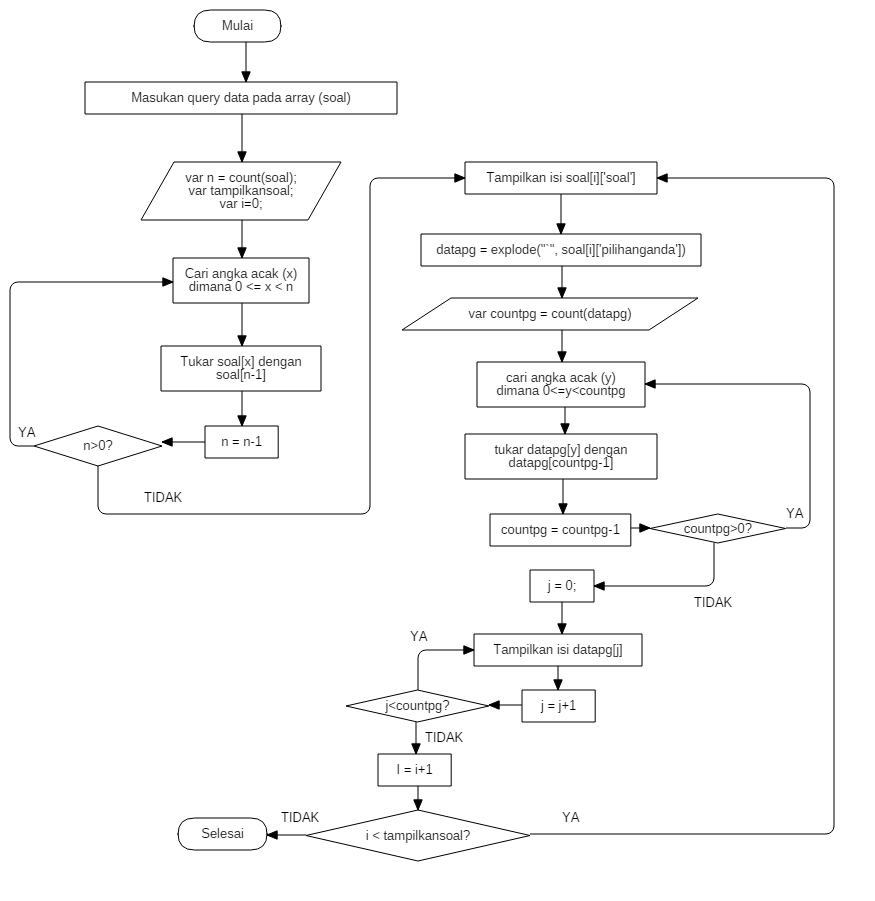 Mulai
Masukan query data pada array (soal)
var n = count(soal);
var tampilkansoal;
var i=0;
Cari angka acak (x)
dimana 0 <= x < n
Tukar soal[x] dengan
soal[n-1]
n = n-1
n>0?
YA
TIDAK
Tampilkan isi soal[i]['soal']
datapg = explode("`", soal[i]['pilihanganda'])
var countpg = count(datapg)
cari angka acak (y)
dimana 0<=y<countpg
tukar datapg[y] dengan
datapg[countpg-1]
countpg = countpg-1
countpg>0?
YA
TIDAK
j = 0;
Tampilkan isi datapg[j]
j = j+1
j<countpg?
YA
TIDAK
I = i+1
i < tampilkansoal?
YA
TIDAK
Selesai